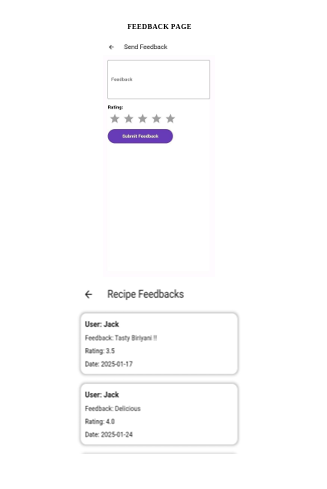 FEEDBACK PAGE
Send Feedback
Feedback
Rating:
Submit Feedback
Recipe Feedbacks
User: Jack
Feedback: Tasty Biriyani !!
Rating: 3.5
Date: 2025-01-17
User: Jack
Feedback: Delicious
Rating: 4.0
Date: 2025-01-24